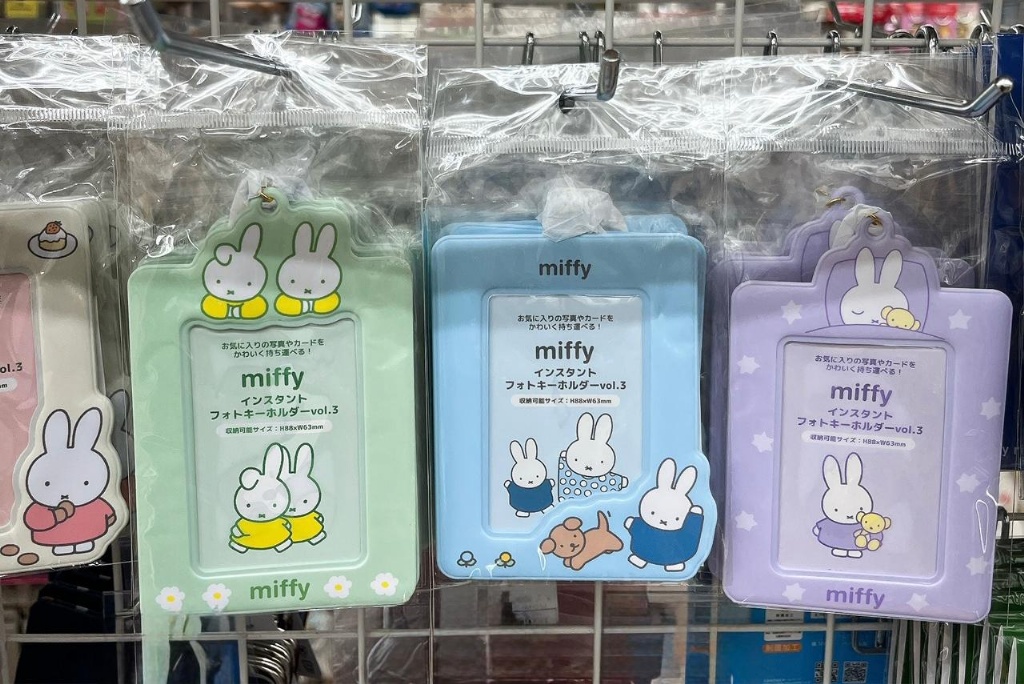 ol.3
miffy
お気に入りの写真やカードを
かわいく持ち運べる！
miffy
インスタント
フォトキーホルダーvol.3
収納可能サイズ：H88×W63mm
miffy
お気に入りの写真やカードを
かわいく持ち運べる！
miffy
インスタント
フォトキーホルダーvol.3
収納可能サイズ：H88×W63mm
お気に入りの写真やカードを
かわいく持ち運べる！
miffy
インスタント
フォトキーホルダーvol.3
収納可能サイズ：H88×W63mm
miffy